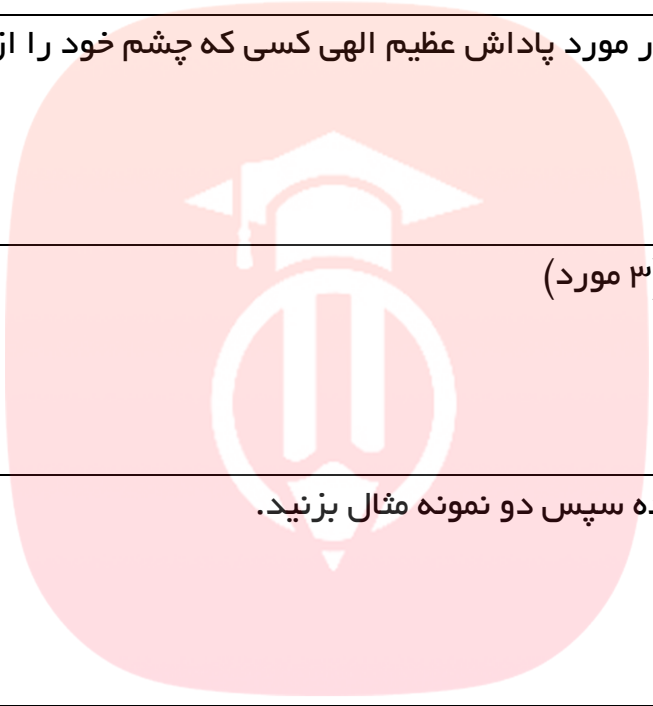 ر مورد پاداش عظیم الهی کسی که چشم خود را از
۳ مورد)
ه سپس دو نمونه مثال بزنید.